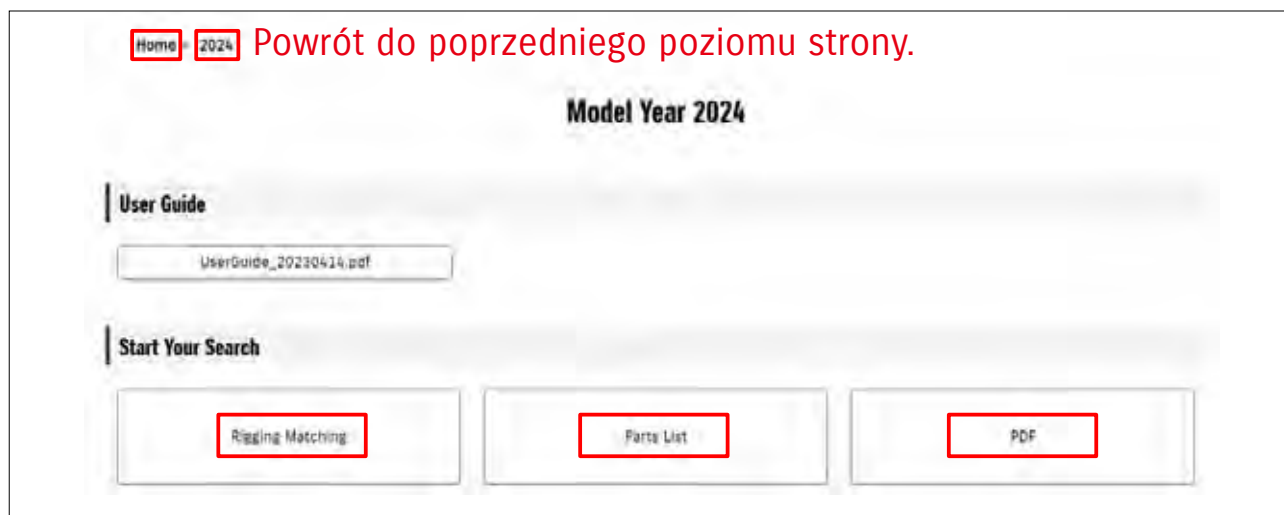 Home - 2024 Powrót do poprzedniego poziomu strony.
Model Year 2024
User Guide
UserGuide_20230414.pdf
Start Your Search
Rigging Matching Parts List PDF